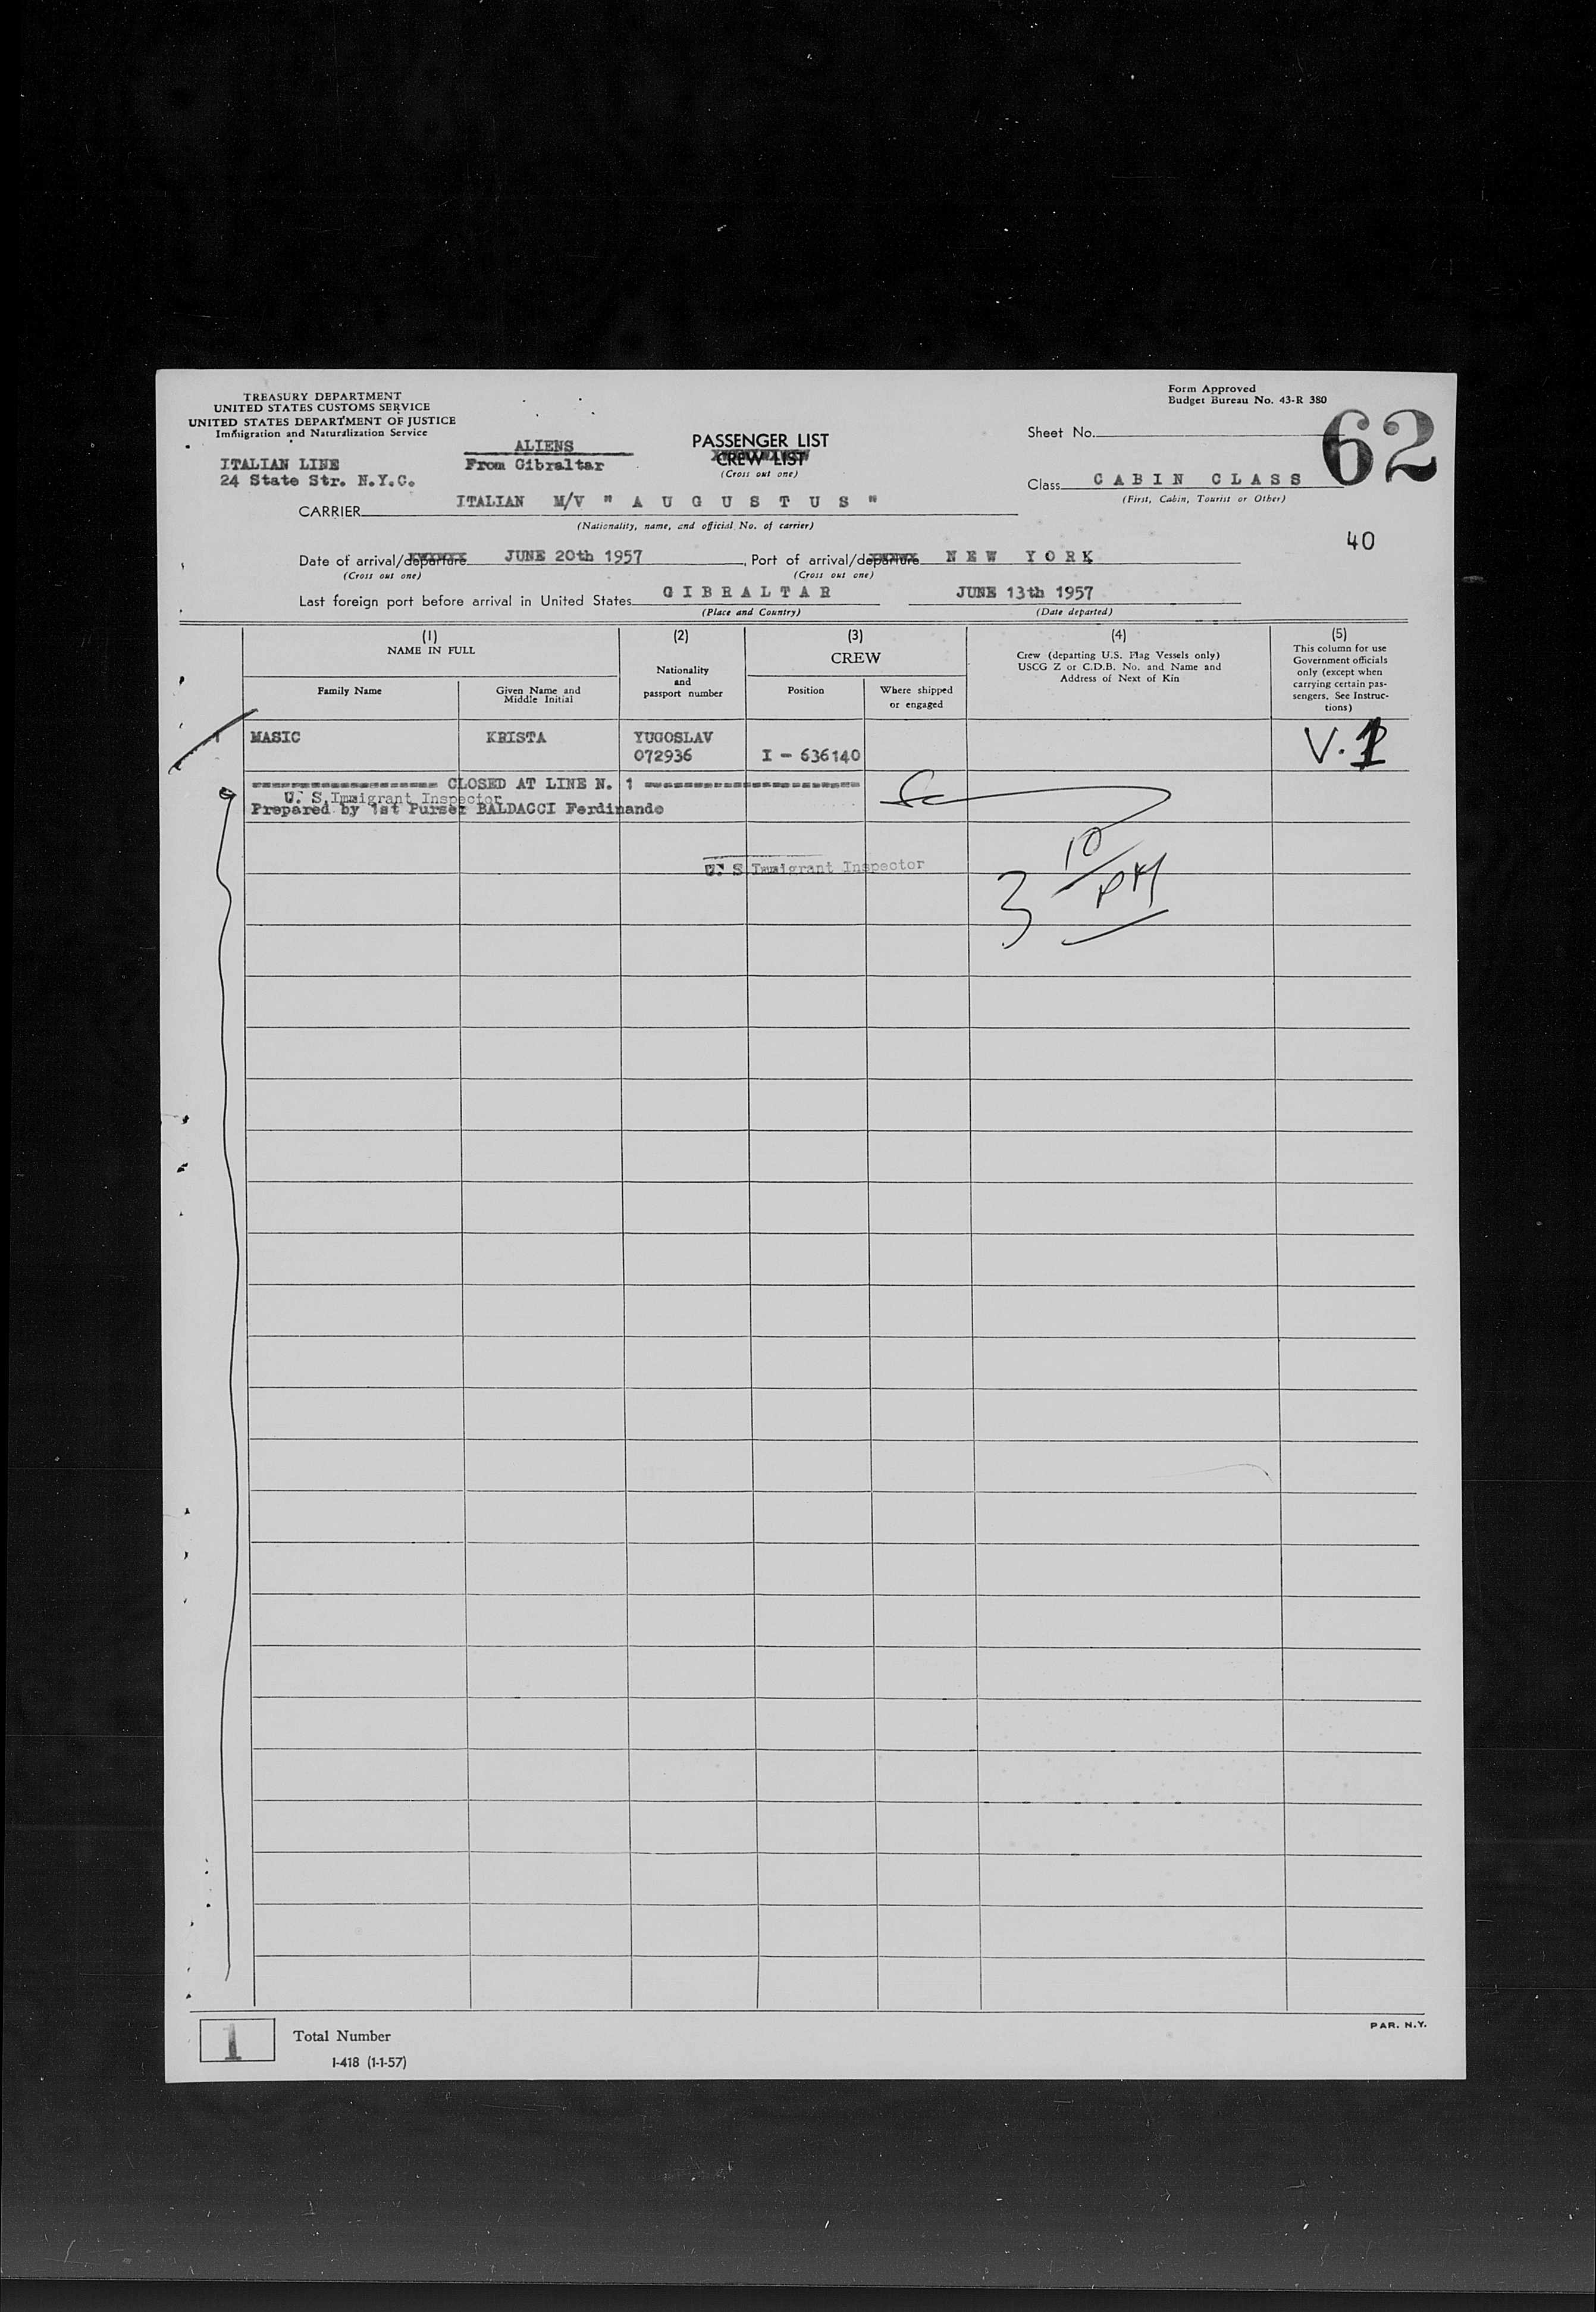 TREASURY DEPARTMENT
UNITED STATES CUSTOMS SERVICE
UNITED STATES DEPARTMENT OF JUSTICE
Immigration and Naturalization Service
Form Approved
Budget Bureau No. 43-R 380
ITALIAN LINE
24 State Str. N.Y.C.
ALIENS
From Gibraltar
PASSENGER LIST
CREW LIST
(Cross out one)
Sheet No.
62
Class CABIN CLASS
(First, Cabin, Tourist or Other)
CARRIER ITALIAN M/V " A U G U S T U S "
(Nationality, name, and official No. of carrier)
40
Date of arrival/departure JUNE 20th 1957, Port of arrival/departure NEW YORK
(Cross out one) (Cross out one)
Last foreign port before arrival in United States GIBRALTAR JUNE 13th 1957
(Place and Country) (Date departed)
(1)
NAME IN FULL
Family Name
Given Name and
Middle Initial
(2)
Nationality
and
passport number
(3)
CREW
Position
Where shipped
or engaged
(4)
Crew (departing U.S. Flag Vessels only)
USCG Z or C.D.B. No. and Name and
Address of Next of Kin
(5)
This column for use
Government officials
only (except when
carrying certain pas-
sengers. See Instruc-
tions)
1 MASIC KRISTA YUGOSLAV
072936 I - 636140
V.
CLOSED AT LINE N. 1
U. S. Immigrant Inspector
Prepared by 1st Purser BALDACCI Ferdinando
U. S Immigrant Inspector
3 10/PM
1 Total Number
I-418 (1-1-57)
PAR. N.Y.